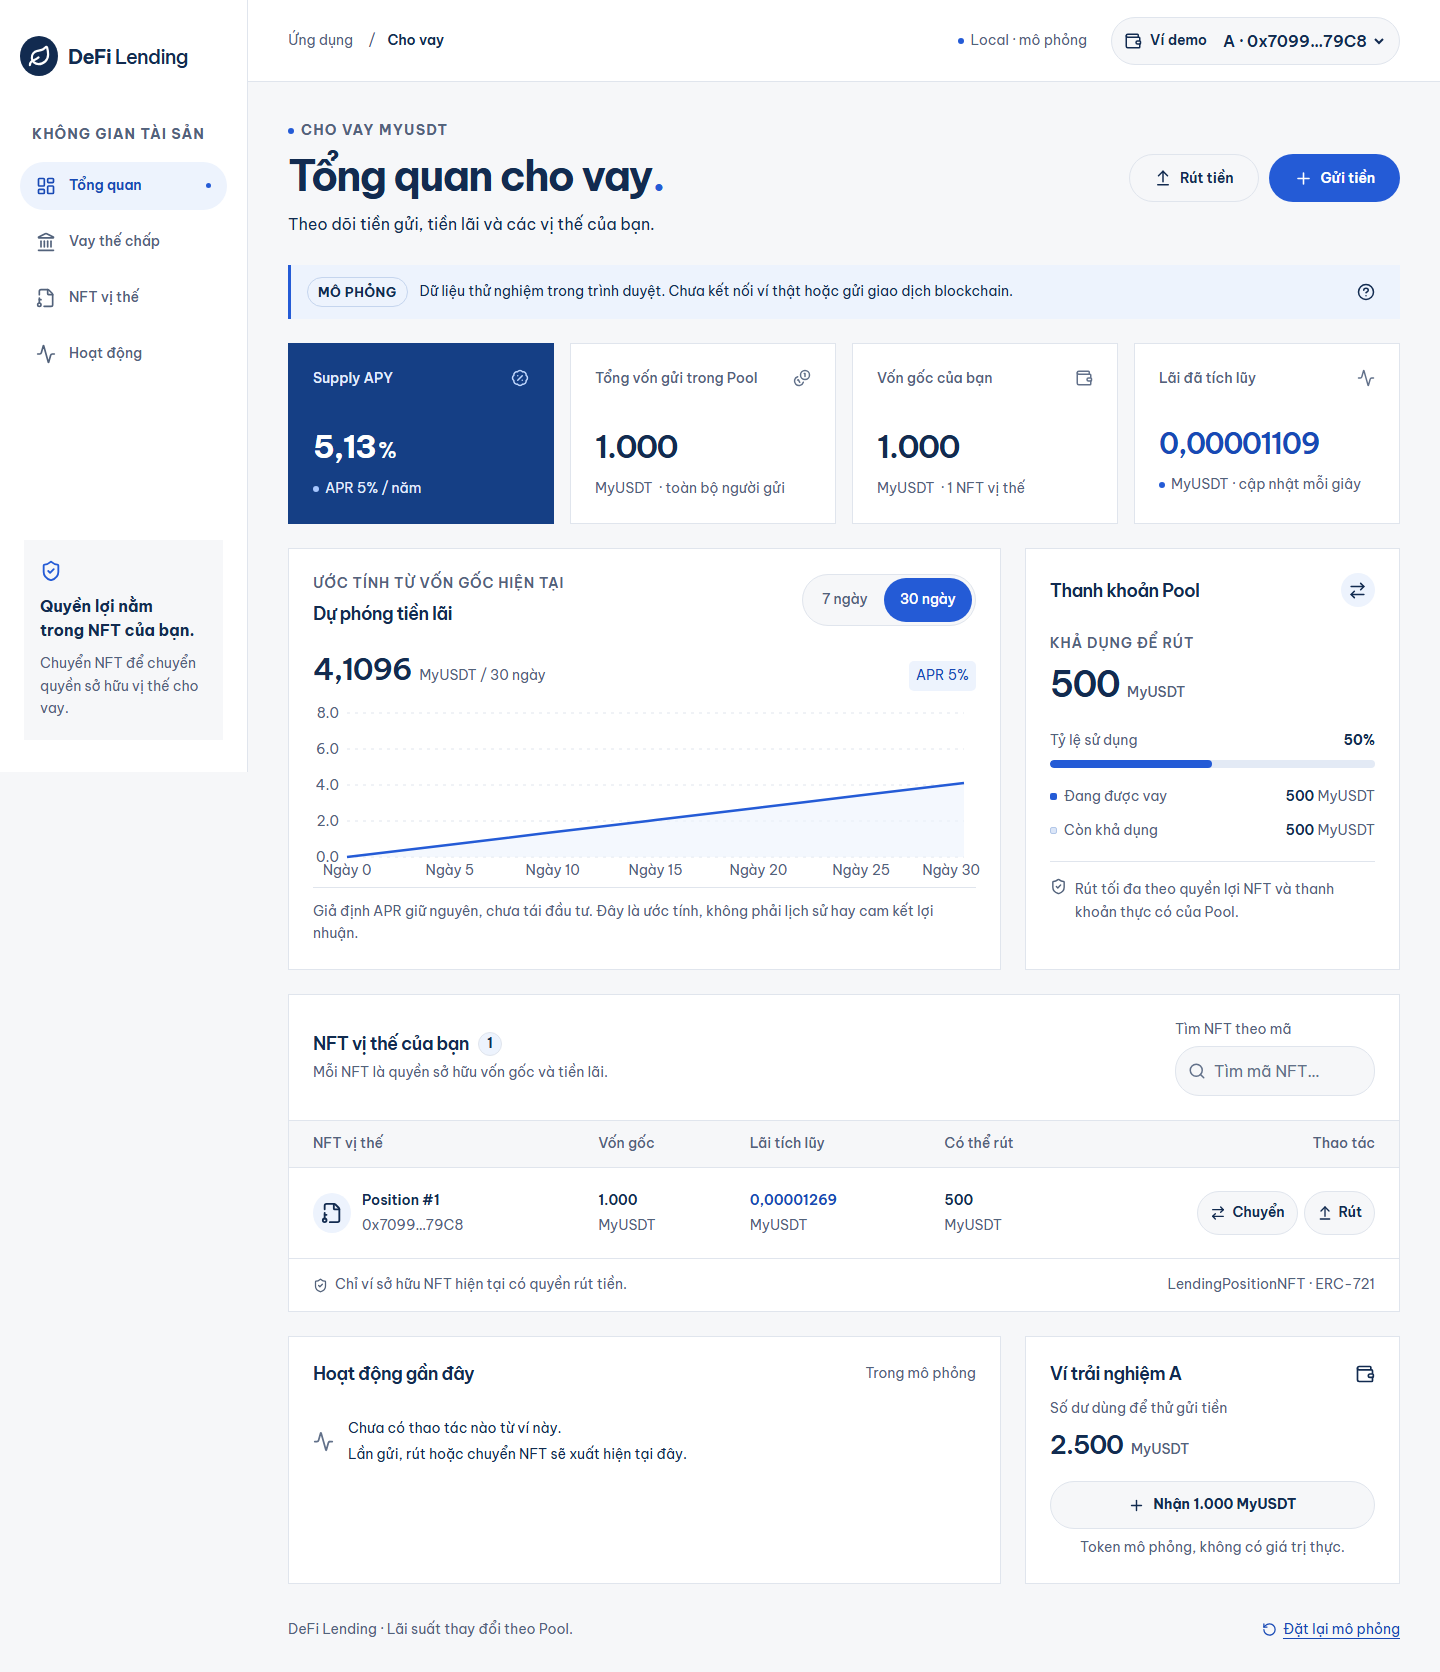 DeFi Lending
KHÔNG GIAN TÀI SẢN
Tổng quan
Vay thế chấp
NFT vị thế
Hoạt động
Quyền lợi nằm
trong NFT của bạn.
Chuyển NFT để chuyển
quyền sở hữu vị thế cho
vay.
Ứng dụng / Cho vay
Local · mô phỏng
Ví demo A · 0x7099...79C8
CHO VAY MYUSDT
Tổng quan cho vay.
Theo dõi tiền gửi, tiền lãi và các vị thế của bạn.
Rút tiền
Gửi tiền
MÔ PHỎNG Dữ liệu thử nghiệm trong trình duyệt. Chưa kết nối ví thật hoặc gửi giao dịch blockchain.
Supply APY
5,13 %
APR 5% / năm
Tổng vốn gửi trong Pool
1.000
MyUSDT · toàn bộ người gửi
Vốn gốc của bạn
1.000
MyUSDT · 1 NFT vị thế
Lãi đã tích lũy
0,00001109
MyUSDT · cập nhật mỗi giây
ƯỚC TÍNH TỪ VỐN GỐC HIỆN TẠI
Dự phóng tiền lãi
7 ngày
30 ngày
4,1096 MyUSDT / 30 ngày
APR 5%
8.0
6.0
4.0
2.0
0.0
Ngày 0 Ngày 5 Ngày 10 Ngày 15 Ngày 20 Ngày 25 Ngày 30
Giả định APR giữ nguyên, chưa tái đầu tư. Đây là ước tính, không phải lịch sử hay cam kết lợi
nhuận.
Thanh khoản Pool
KHẢ DỤNG ĐỂ RÚT
500 MyUSDT
Tỷ lệ sử dụng 50%
Đang được vay 500 MyUSDT
Còn khả dụng 500 MyUSDT
Rút tối đa theo quyền lợi NFT và thanh
khoản thực có của Pool.
NFT vị thế của bạn 1
Mỗi NFT là quyền sở hữu vốn gốc và tiền lãi.
Tìm NFT theo mã
Tìm mã NFT...
NFT vị thế Vốn gốc Lãi tích lũy Có thể rút Thao tác
Position #1 1.000 0,00001269 500
0x7099...79C8 MyUSDT MyUSDT MyUSDT
Chuyển
Rút
Chỉ ví sở hữu NFT hiện tại có quyền rút tiền.
LendingPositionNFT · ERC-721
Hoạt động gần đây
Trong mô phỏng
Chưa có thao tác nào từ ví này.
Lần gửi, rút hoặc chuyển NFT sẽ xuất hiện tại đây.
Ví trải nghiệm A
Số dư dùng để thử gửi tiền
2.500 MyUSDT
Nhận 1.000 MyUSDT
Token mô phỏng, không có giá trị thực.
DeFi Lending · Lãi suất thay đổi theo Pool.
Đặt lại mô phỏng